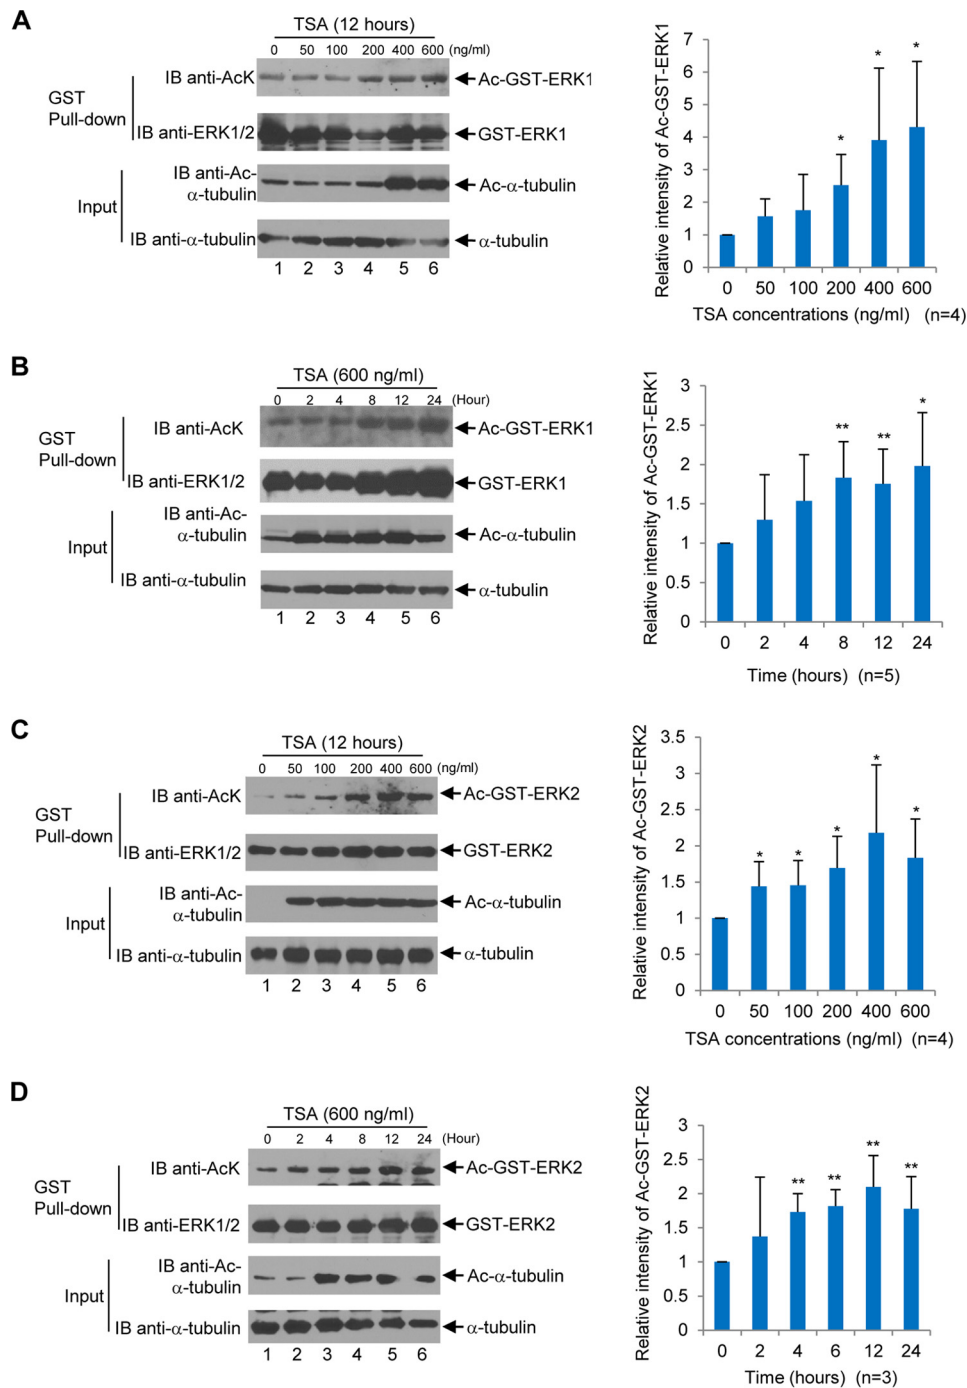 A
TSA (12 hours)
0 50 100 200 400 600 (ng/ml)
GST
Pull-down
IB anti-AcK
Ac-GST-ERK1
IB anti-ERK1/2
GST-ERK1
Input
IB anti-Ac-
α-tubulin
Ac-α-tubulin
IB anti-α-tubulin
α-tubulin
1 2 3 4 5 6
Relative intensity of Ac-GST-ERK1
7
6
5
4
3
2
1
0
* * *
0 50 100 200 400 600
TSA concentrations (ng/ml) (n=4)
B
TSA (600 ng/ml)
0 2 4 8 12 24 (Hour)
GST
Pull-down
IB anti-AcK
Ac-GST-ERK1
IB anti-ERK1/2
GST-ERK1
Input
IB anti-Ac-
α-tubulin
Ac-α-tubulin
IB anti-α-tubulin
α-tubulin
1 2 3 4 5 6
Relative intensity of Ac-GST-ERK1
3
2.5
2
1.5
1
0.5
0
** ** *
0 2 4 8 12 24
Time (hours) (n=5)
C
TSA (12 hours)
0 50 100 200 400 600 (ng/ml)
GST
Pull-down
IB anti-AcK
Ac-GST-ERK2
IB anti-ERK1/2
GST-ERK2
Input
IB anti-Ac-
α-tubulin
Ac-α-tubulin
IB anti-α-tubulin
α-tubulin
1 2 3 4 5 6
Relative intensity of Ac-GST-ERK2
3.5
3
2.5
2
1.5
1
0.5
0
* * * * *
0 50 100 200 400 600
TSA concentrations (ng/ml) (n=4)
D
TSA (600 ng/ml)
0 2 4 8 12 24 (Hour)
GST
Pull-down
IB anti-AcK
Ac-GST-ERK2
IB anti-ERK1/2
GST-ERK2
Input
IB anti-Ac-
α-tubulin
Ac-α-tubulin
IB anti-α-tubulin
α-tubulin
1 2 3 4 5 6
Relative intensity of Ac-GST-ERK2
3
2.5
2
1.5
1
0.5
0
** ** ** **
0 2 4 6 12 24
Time (hours) (n=3)